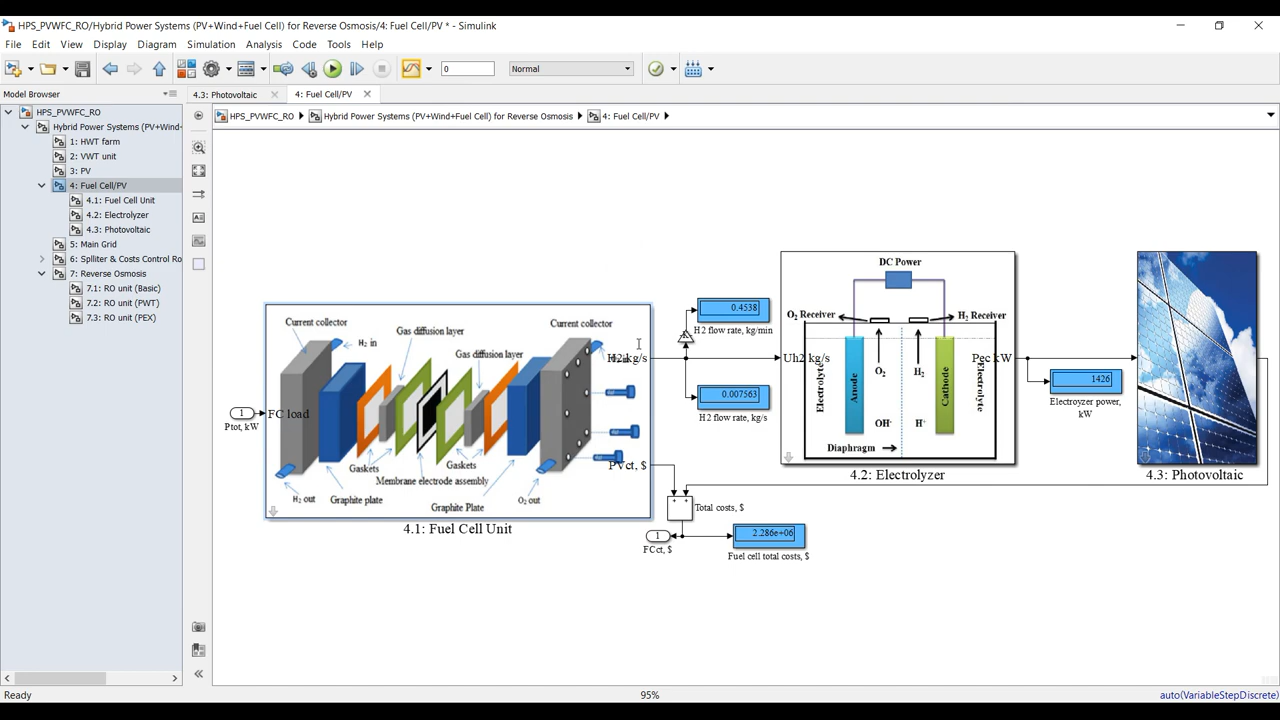 HPS_PVWFC_RO/Hybrid Power Systems (PV+Wind+Fuel Cell) for Reverse Osmosis/4: Fuel Cell/PV * - Simulink
File Edit View Display Diagram Simulation Analysis Code Tools Help
0
Normal
Model Browser
4.3: Photovoltaic
4: Fuel Cell/PV
HPS_PVWFC_RO
Hybrid Power Systems (PV+Wind+Fuel Cell) for Reverse Osmosis
4: Fuel Cell/PV
HPS_PVWFC_RO
Hybrid Power Systems (PV+Wind+
1: HWT farm
2: VWT unit
3: PV
4: Fuel Cell/PV
4.1: Fuel Cell Unit
4.2: Electrolyzer
4.3: Photovoltaic
5: Main Grid
6: Splliter & Costs Control Ro
7: Reverse Osmosis
7.1: RO unit (Basic)
7.2: RO unit (PWT)
7.3: RO unit (PEX)
1
Ptot, kW
FC load
Current collector
H2 in
Gas diffusion layer
Gas diffusion layer
Current collector
Gaskets
Gaskets
Membrane electrode assembly
H2 out
Graphite plate
Graphite Plate
O2 out
H2 kg/s
PVct, $
4.1: Fuel Cell Unit
0.4538
H2 flow rate, kg/min
0.007563
H2 flow rate, kg/s
+ +
Total costs, $
1
FCct, $
2.286e+06
Fuel cell total costs, $
DC Power
O2 Receiver
H2 Receiver
Uh2 kg/s
Pgc kW
Electrolyte
Anode
O2
H2
Cathode
Electrolyte
OH-
H+
Diaphragm
4.2: Electrolyzer
1426
Electroyzer power, kW
4.3: Photovoltaic
Ready
95%
auto(VariableStepDiscrete)